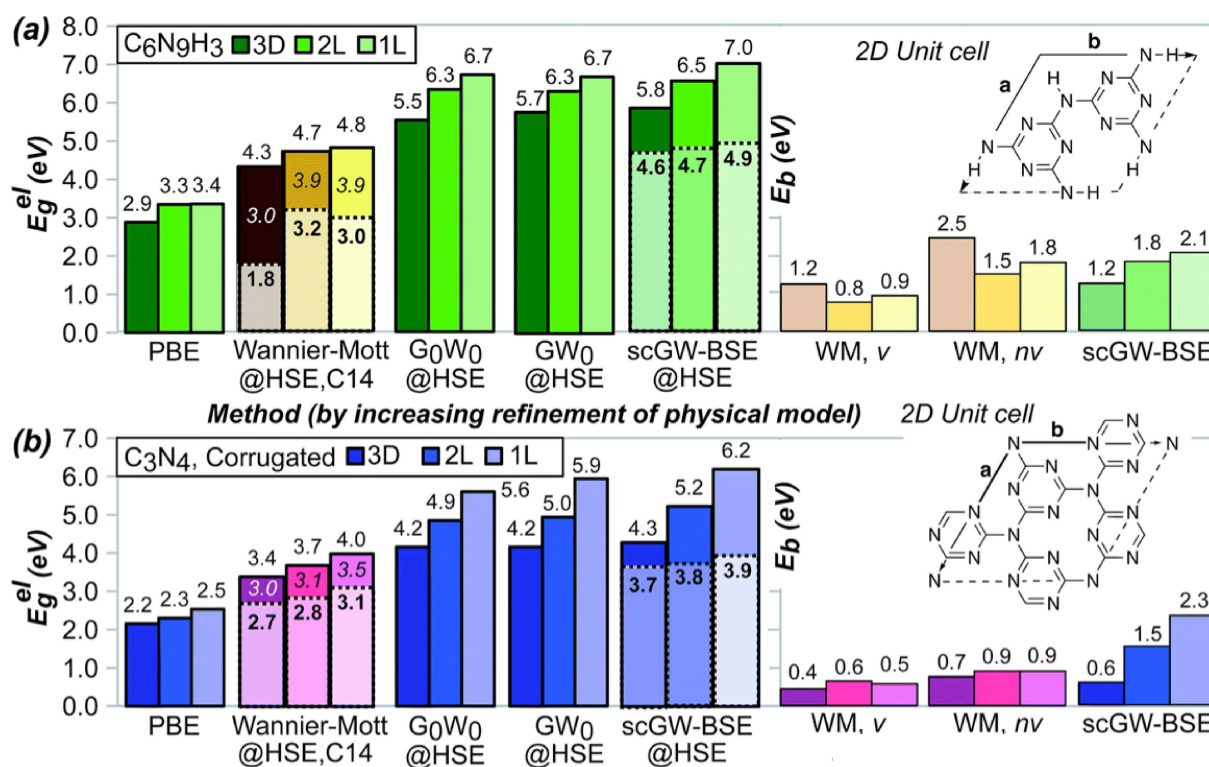 (a)
C6N9H3 3D 2L 1L
Eg^el (eV)
8.0
7.0
6.0
5.0
4.0
3.0
2.0
1.0
0.0
2.9 3.3 3.4
4.3 4.7 4.8
3.0 3.9 3.9
1.8 3.2 3.0
5.5 6.3 6.7
5.7 6.3 6.7
5.8 6.5 7.0
4.6 4.7 4.9
PBE
Wannier-Mott
@HSE,C14
G0W0
@HSE
GW0
@HSE
scGW-BSE
@HSE
2D Unit cell
b
a
N H
H
N N N
N
N N N
N N
N
H
N
H
N H H
Eb (eV)
1.2 0.8 0.9
2.5 1.5 1.8
1.2 1.8 2.1
WM, v
WM, nv
scGW-BSE
Method (by increasing refinement of physical model)
(b)
C3N4, Corrugated 3D 2L 1L
Eg^el (eV)
7.0
6.0
5.0
4.0
3.0
2.0
1.0
0.0
2.2 2.3 2.5
3.4 3.7 4.0
3.0 3.1 3.5
2.7 2.8 3.1
4.2 4.9 5.6
4.2 5.0 5.9
4.3 5.2 6.2
3.7 3.8 3.9
PBE
Wannier-Mott
@HSE,C14
G0W0
@HSE
GW0
@HSE
scGW-BSE
@HSE
2D Unit cell
b
a
N N N N
N N N
N N N N
N N N N
N N N N
N N N N
Eb (eV)
0.4 0.6 0.5
0.7 0.9 0.9
0.6 1.5 2.3
WM, v
WM, nv
scGW-BSE